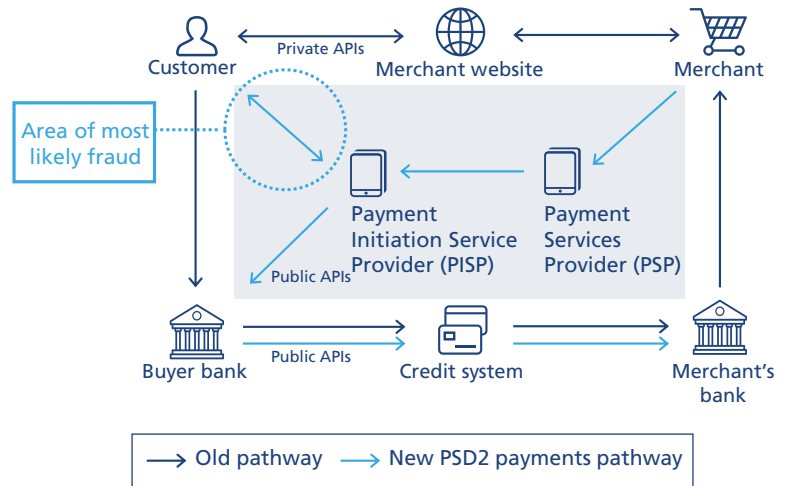 Private APIs
Customer
Merchant website
Merchant
Area of most
likely fraud
Payment
Initiation Service
Provider (PISP)
Payment
Services
Provider (PSP)
Public APIs
Public APIs
Buyer bank
Credit system
Merchant's
bank
Old pathway
New PSD2 payments pathway